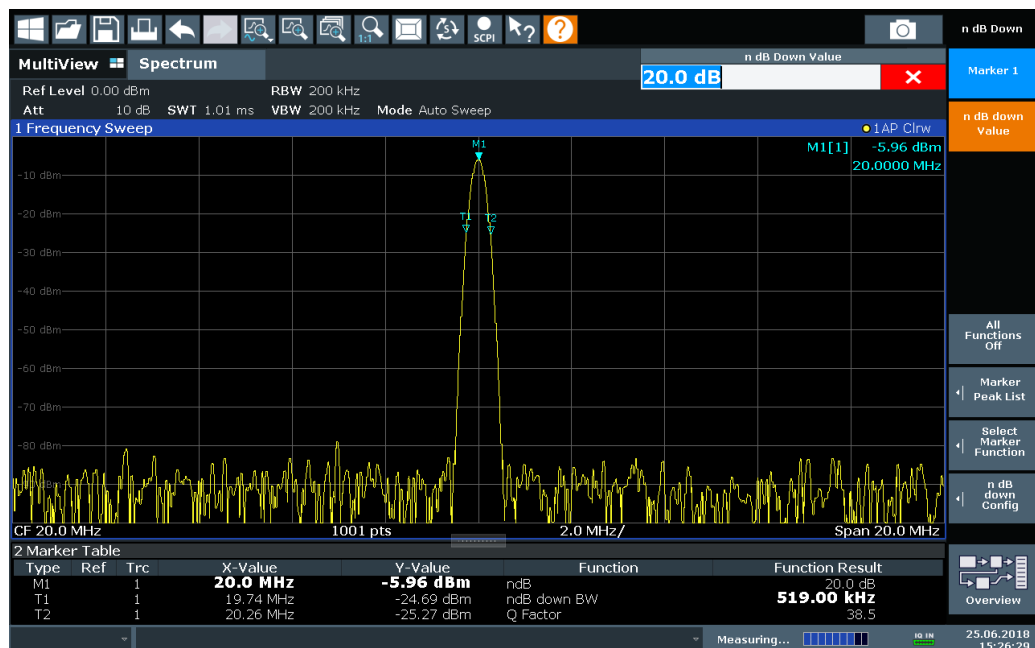 1:1
SCPI
?
?
n dB Down
MultiView Spectrum
n dB Down Value
20.0 dB
Marker 1
Ref Level 0.00 dBm RBW 200 kHz
Att 10 dB SWT 1.01 ms VBW 200 kHz Mode Auto Sweep
n dB down
Value
1 Frequency Sweep 1AP Clrw
M1
M1[1] -5.96 dBm
20.0000 MHz
-10 dBm
-20 dBm
T1 T2
-30 dBm
-40 dBm
-50 dBm
-60 dBm
-70 dBm
-80 dBm
All
Functions
Off
Marker
Peak List
Select
Marker
Function
n dB
down
Config
CF 20.0 MHz 1001 pts 2.0 MHz/ Span 20.0 MHz
2 Marker Table
Type Ref Trc X-Value Y-Value Function Function Result
M1 1 20.0 MHz -5.96 dBm ndB 20.0 dB
T1 1 19.74 MHz -24.69 dBm ndB down BW 519.00 kHz
T2 1 20.26 MHz -25.27 dBm Q Factor 38.5
Overview
Measuring... IQ IN 25.06.2018
15:26:29